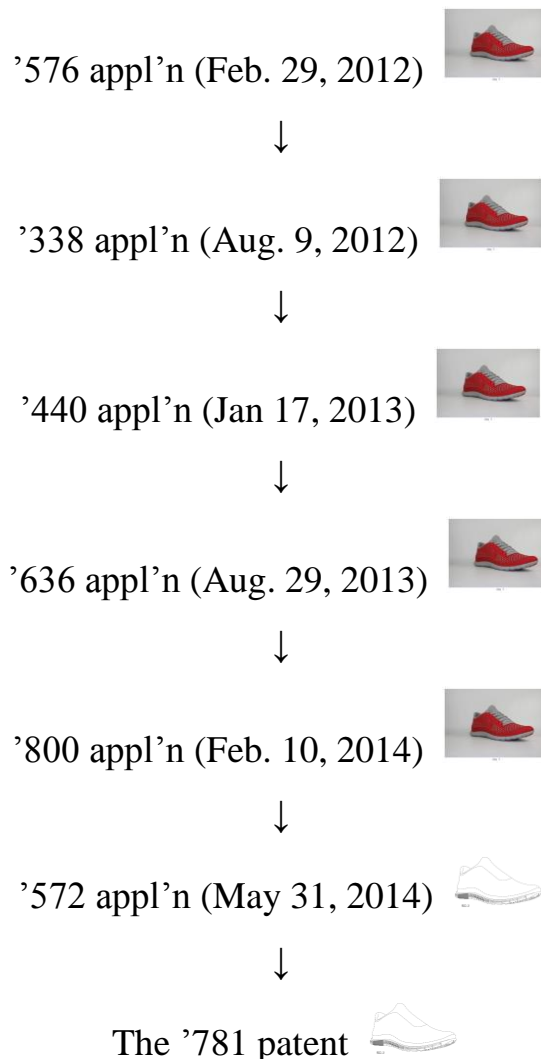 ’576 appl’n (Feb. 29, 2012)
↓
’338 appl’n (Aug. 9, 2012)
↓
’440 appl’n (Jan 17, 2013)
↓
’636 appl’n (Aug. 29, 2013)
↓
’800 appl’n (Feb. 10, 2014)
↓
’572 appl’n (May 31, 2014)
↓
The ’781 patent